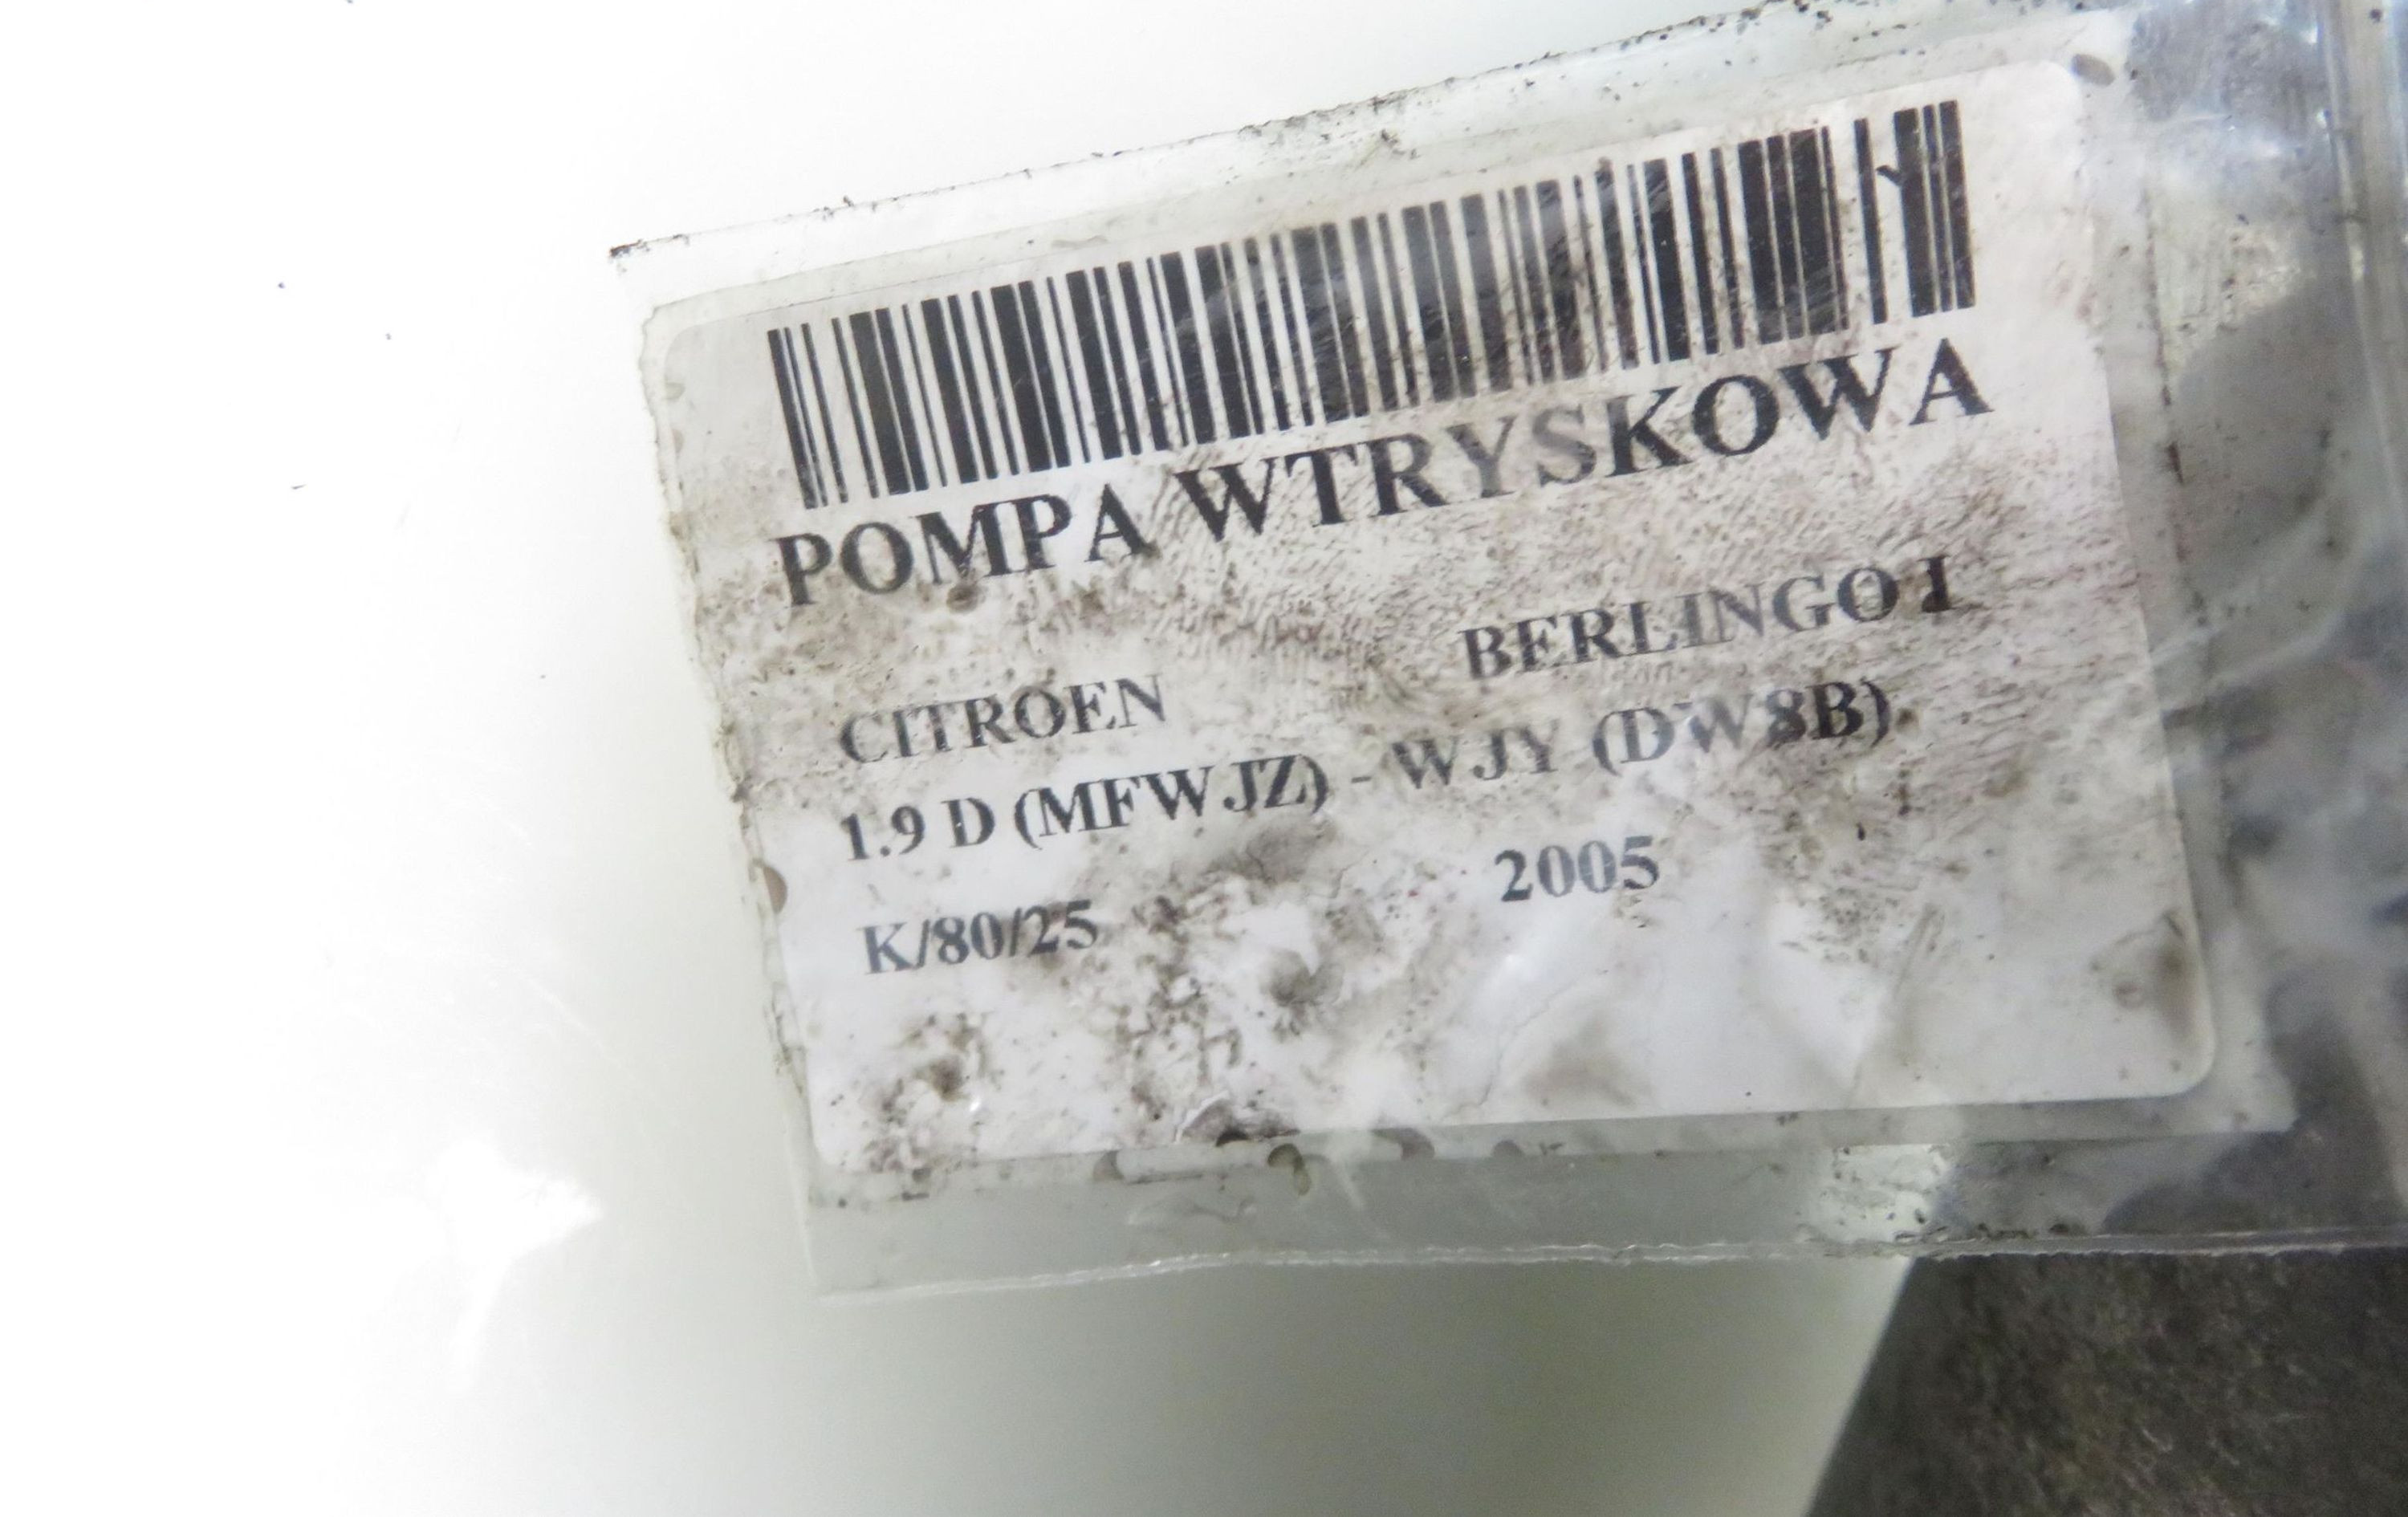 POMPA WTRYSKOWA
CITROEN BERLINGO I
1.9 D (MFWJZ) - WJY (DW8B)
K/80/25 2005